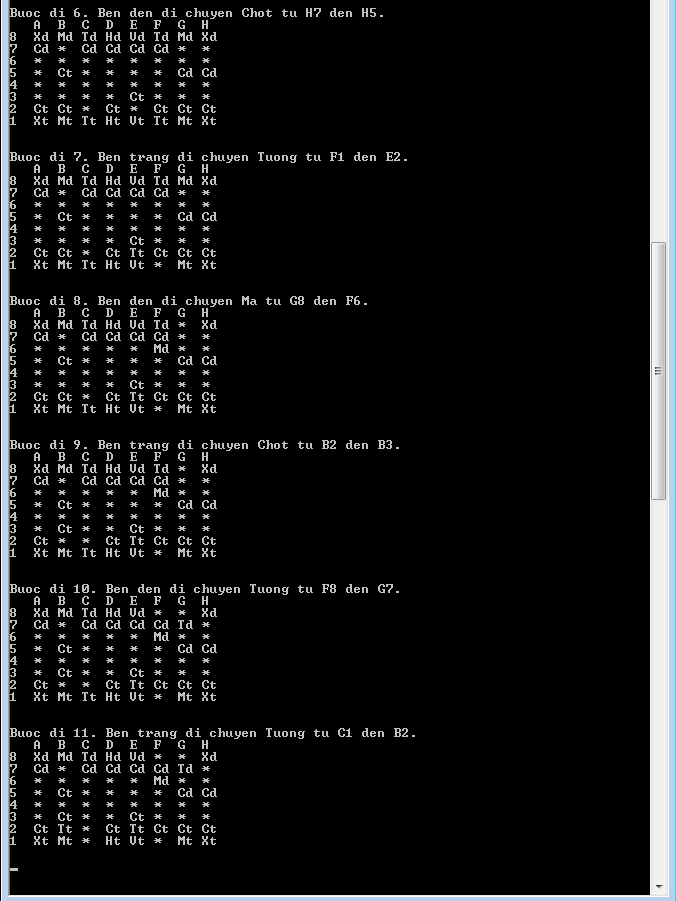 Buoc di 6. Ben den di chuyen Chot tu H7 den H5.
A B C D E F G H
8 Xd Md Td Hd Vd Td Md Xd
7 Cd * Cd Cd Cd Cd * *
6 * * * * * * * *
5 * Ct * * * * Cd Cd
4 * * * * * * * *
3 * * * * Ct * * *
2 Ct Ct * Ct * Ct Ct Ct
1 Xt Mt Tt Ht Vt Tt Mt Xt
Buoc di 7. Ben trang di chuyen Tuong tu F1 den E2.
A B C D E F G H
8 Xd Md Td Hd Vd Td Md Xd
7 Cd * Cd Cd Cd Cd * *
6 * * * * * * * *
5 * Ct * * * * Cd Cd
4 * * * * * * * *
3 * * * * Ct * * *
2 Ct Ct * Ct Tt Ct Ct Ct
1 Xt Mt Tt Ht Vt * Mt Xt
Buoc di 8. Ben den di chuyen Ma tu G8 den F6.
A B C D E F G H
8 Xd Md Td Hd Vd Td * Xd
7 Cd * Cd Cd Cd Cd * *
6 * * * * * Md * *
5 * Ct * * * * Cd Cd
4 * * * * * * * *
3 * * * * Ct * * *
2 Ct Ct * Ct Tt Ct Ct Ct
1 Xt Mt Tt Ht Vt * Mt Xt
Buoc di 9. Ben trang di chuyen Chot tu B2 den B3.
A B C D E F G H
8 Xd Md Td Hd Vd Td * Xd
7 Cd * Cd Cd Cd Cd * *
6 * * * * * Md * *
5 * Ct * * * * Cd Cd
4 * * * * * * * *
3 * Ct * * Ct * * *
2 Ct * * Ct Tt Ct Ct Ct
1 Xt Mt Tt Ht Vt * Mt Xt
Buoc di 10. Ben den di chuyen Tuong tu F8 den G7.
A B C D E F G H
8 Xd Md Td Hd Vd * * Xd
7 Cd * Cd Cd Cd Cd Td *
6 * * * * * Md * *
5 * Ct * * * * Cd Cd
4 * * * * * * * *
3 * Ct * * Ct * * *
2 Ct * * Ct Tt Ct Ct Ct
1 Xt Mt Tt Ht Vt * Mt Xt
Buoc di 11. Ben trang di chuyen Tuong tu C1 den B2.
A B C D E F G H
8 Xd Md Td Hd Vd * * Xd
7 Cd * Cd Cd Cd Cd Td *
6 * * * * * Md * *
5 * Ct * * * * Cd Cd
4 * * * * * * * *
3 * Ct * * Ct * * *
2 Ct Tt * Ct Tt Ct Ct Ct
1 Xt Mt * Ht Vt * Mt Xt